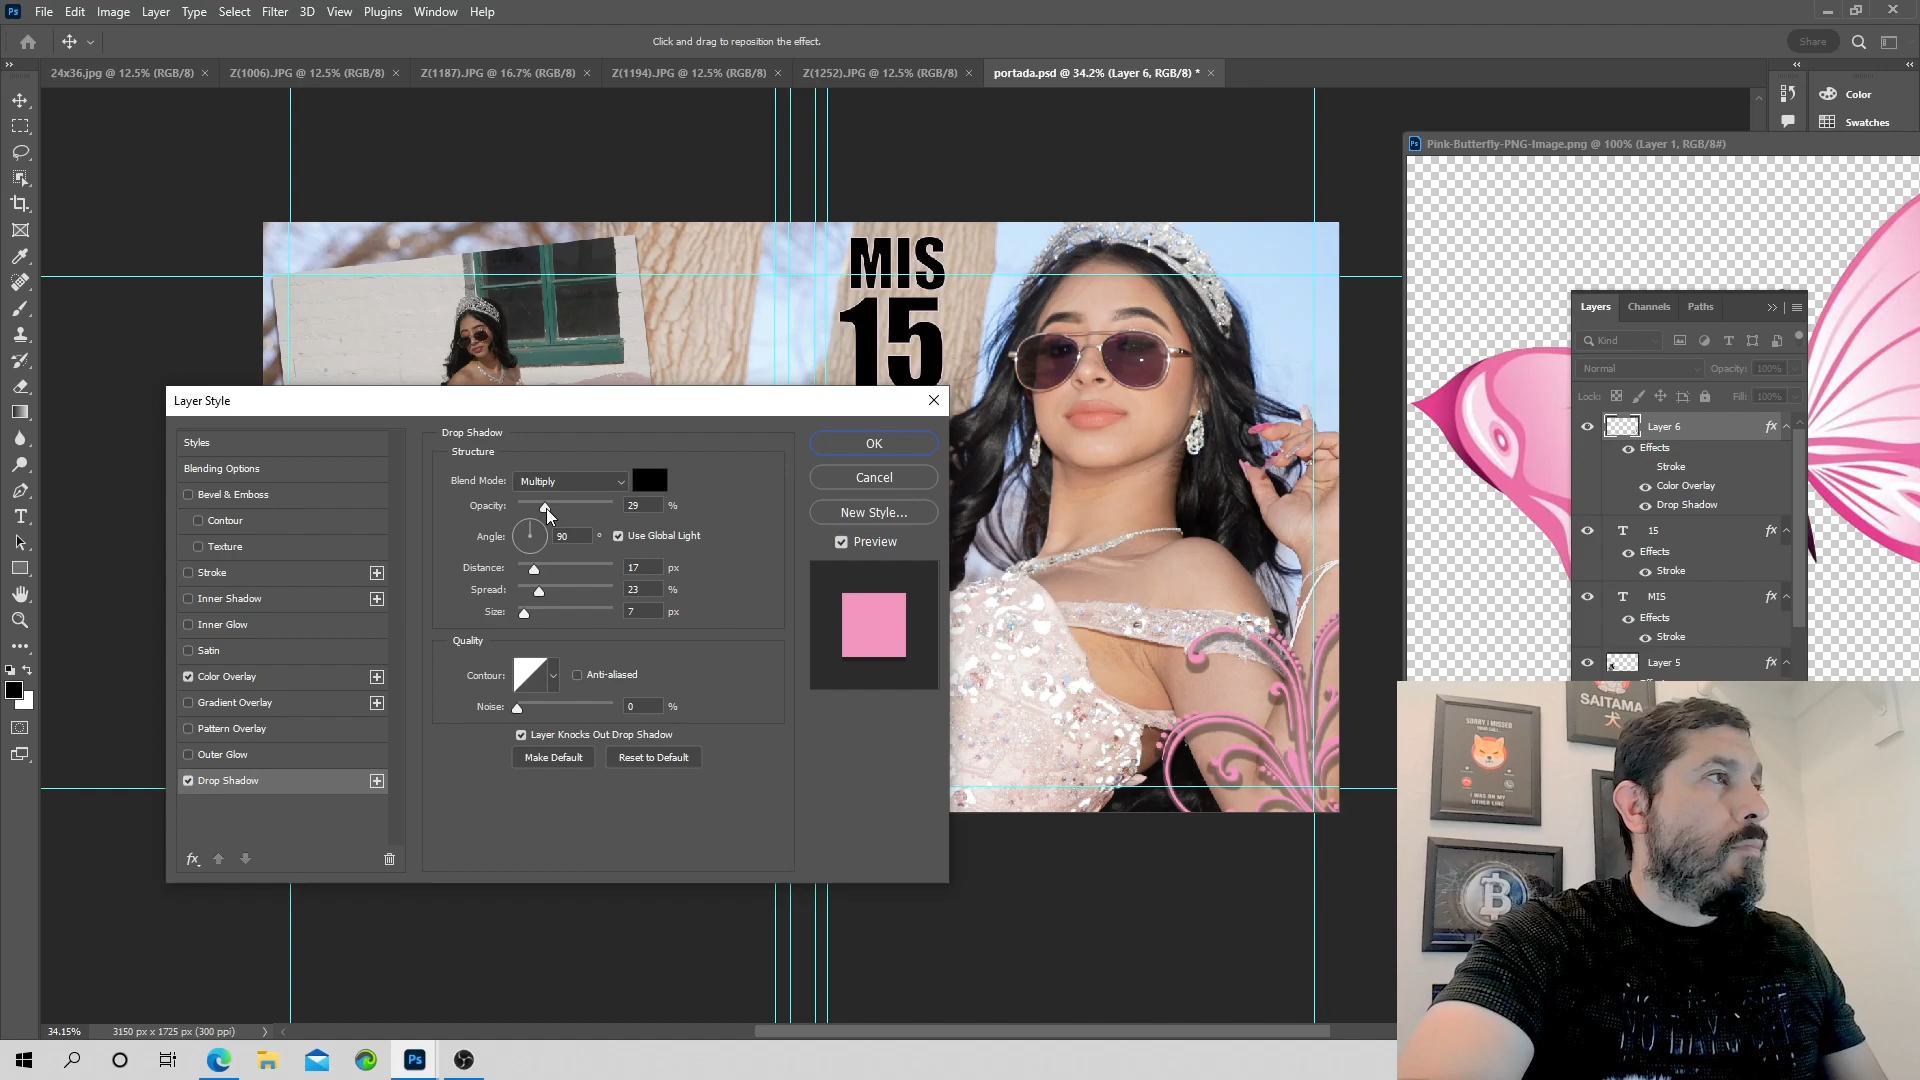 Ps File Edit Image Layer Type Select Filter 3D View Plugins Window Help
Click and drag to reposition the effect.
Share
24x36.jpg @ 12.5% (RGB/8) × Z(1006).JPG @ 12.5% (RGB/8) × Z(1187).JPG @ 16.7% (RGB/8) × Z(1194).JPG @ 12.5% (RGB/8) × Z(1252).JPG @ 12.5% (RGB/8) × portada.psd @ 34.2% (Layer 6, RGB/8) * ×
Color
Swatches
Ps Pink-Butterfly-PNG-Image.png @ 100% (Layer 1, RGB/8#)
MIS
15
Layers Channels Paths
Kind
Normal Opacity: 100%
Lock: Fill: 100%
Layer 6 fx
Effects
Stroke
Color Overlay
Drop Shadow
T 15 fx
Effects
Stroke
T MIS fx
Effects
Stroke
Layer 5 fx
Layer Style
Styles
Blending Options
Bevel & Emboss
Contour
Texture
Stroke
Inner Shadow
Inner Glow
Satin
Color Overlay
Gradient Overlay
Pattern Overlay
Outer Glow
Drop Shadow
fx
Drop Shadow
Structure
Blend Mode: Multiply
Opacity: 29 %
Angle: 90 ° Use Global Light
Distance: 17 px
Spread: 23 %
Size: 7 px
Quality
Contour: Anti-aliased
Noise: 0 %
Layer Knocks Out Drop Shadow
Make Default Reset to Default
OK
Cancel
New Style...
Preview
34.15% 3150 px x 1725 px (300 ppi)
Ps
SORRY I MISSED
YOUR CALL
I WAS ON MY
OTHER LINE
SAITAMA
犬